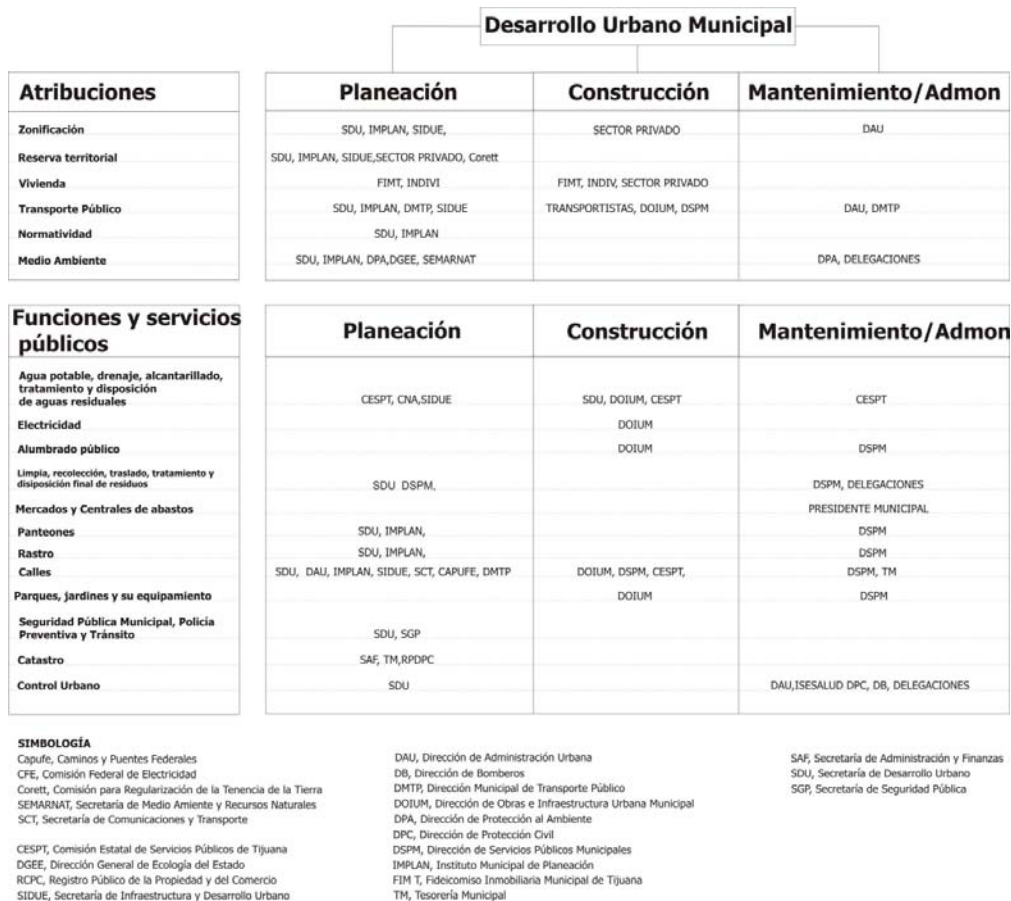 Desarrollo Urbano Municipal
Atribuciones Planeación Construcción Mantenimiento/Admon
Zonificación SDU, IMPLAN, SIDUE, SECTOR PRIVADO DAU
Reserva territorial SDU, IMPLAN, SIDUE,SECTOR PRIVADO, Corett
Vivienda FIMT, INDIVI FIMT, INDIV, SECTOR PRIVADO
Transporte Público SDU, IMPLAN, DMTP, SIDUE TRANSPORTISTAS, DOIUM, DSPM DAU, DMTP
Normatividad SDU, IMPLAN
Medio Ambiente SDU, IMPLAN, DPA,DGEE, SEMARNAT DPA, DELEGACIONES
Funciones y servicios
públicos Planeación Construcción Mantenimiento/Admon
Agua potable, drenaje, alcantarillado,
tratamiento y disposición
de aguas residuales CESPT, CNA,SIDUE SDU, DOIUM, CESPT CESPT
Electricidad DOIUM
Alumbrado público DOIUM DSPM
Limpia, recolección, traslado, tratamiento y
disiposición final de residuos SDU DSPM. DSPM, DELEGACIONES
Mercados y Centrales de abastos PRESIDENTE MUNICIPAL
Panteones SDU, IMPLAN, DSPM
Rastro SDU, IMPLAN, DSPM
Calles SDU, DAU, IMPLAN, SIDUE, SCT, CAPUFE, DMTP DOIUM, DSPM, CESPT, DSPM, TM
Parques, jardines y su equipamiento DOIUM DSPM
Seguridad Pública Municipal, Policía
Preventiva y Tránsito SDU, SGP
Catastro SAF, TM,RPDPC
Control Urbano SDU DAU,ISESALUD DPC, DB, DELEGACIONES
SIMBOLOGÍA
Capufe, Caminos y Puentes Federales
CFE, Comisión Federal de Electricidad
Corett, Comisión para Regularización de la Tenencia de la Tierra
SEMARNAT, Secretaría de Medio Amiente y Recursos Naturales
SCT, Secretaría de Comunicaciones y Transporte
CESPT, Comisión Estatal de Servicios Públicos de Tijuana
DGEE, Dirección General de Ecología del Estado
RCPC, Registro Público de la Propiedad y del Comercio
SIDUE, Secretaría de Infraestructura y Desarrollo Urbano
DAU, Dirección de Administración Urbana
DB, Dirección de Bomberos
DMTP, Dirección Municipal de Transporte Público
DOIUM, Dirección de Obras e Infraestructura Urbana Municipal
DPA, Dirección de Protección al Ambiente
DPC, Dirección de Protección Civil
DSPM, Dirección de Servicios Públicos Municipales
IMPLAN, Instituto Municipal de Planeación
FIM T, Fideicomiso Inmobiliaria Municipal de Tijuana
TM, Tesorería Municipal
SAF, Secretaría de Administración y Finanzas
SDU, Secretaría de Desarrollo Urbano
SGP, Secretaría de Seguridad Pública